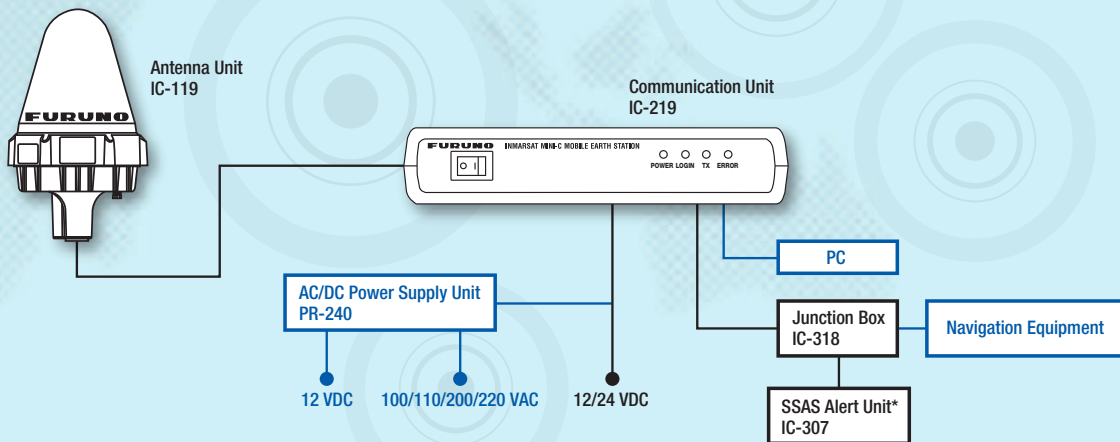 Antenna Unit
IC-119
FURUNO
Communication Unit
IC-219
FURUNO INMARSAT MINI-C MOBILE EARTH STATION
O I
POWER LOGIN TX ERROR
PC
AC/DC Power Supply Unit
PR-240
Junction Box
IC-318
Navigation Equipment
12 VDC
100/110/200/220 VAC
12/24 VDC
SSAS Alert Unit*
IC-307